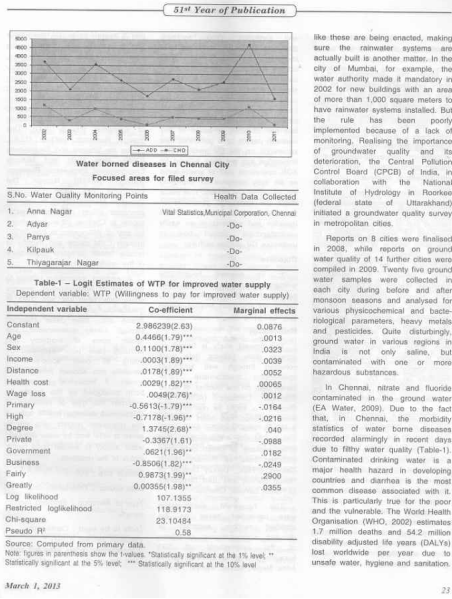 51st Year of Publication
5500
5000
4500
4000
3500
3000
2500
2000
1500
1000
500
0
2002
2003
2004
2005
2006
2007
2008
2009
2010
2011
ADD CHO
Water borned diseases in Chennai City
Focused areas for filed survey
S.No. Water Quality Monitoring Points Health Data Collected
1. Anna Nagar Vital Statistics,Municipal Corporation, Chennai
2. Adyar -Do-
3. Parrys -Do-
4. Kilpauk -Do-
5. Thiyagarajar Nagar -Do-
Table-1 – Logit Estimates of WTP for improved water supply
Dependent variable: WTP (Willingness to pay for improved water supply)
Independent variable Co-efficient Marginal effects
Constant 2.986239(2.63) 0.0876
Age 0.4466(1.79)*** .0013
Sex 0.1100(1.78)*** .0323
Income .0003(1.89)*** .0039
Distance .0178(1.89)*** .0052
Health cost .0029(1.82)*** .00065
Wage loss .0049(2.76)* .0012
Primary -0.5613(-1.79)*** -.0164
High -0.7178(-1.96)** -.0216
Degree 1.3745(2.68)* .040
Private -0.3367(1.61) -.0988
Government .0621(1.96)** .0182
Business -0.8506(1.82)*** -.0249
Fairly 0.9873(1.99)** .2900
Greatly 0.00355(1.98)** .0355
Log likelihood 107.1355
Restricted loglikelihood 118.9173
Chi-square 23.10484
Pseudo R² 0.58
Source: Computed from primary data.
Note: figures in parenthesis show the t-values. *Statistically significant at the 1% level; **
Statistically significant at the 5% level; *** Statistically significant at the 10% level
like these are being enacted, making
sure the rainwater systems are
actually built is another matter. In the
city of Mumbai, for example, the
water authority made it mandatory in
2002 for new buildings with an area
of more than 1,000 square meters to
have rainwater systems installed. But
the rule has been poorly
implemented because of a lack of
monitoring, Realising the importance
of groundwater quality and its
deterioration, the Central Pollution
Control Board (CPCB) of India, in
collaboration with the National
Institute of Hydrology in Roorkee
(federal state of Uttarakhand)
initiated a groundwater quality survey
in metropolitan cities.
Reports on 8 cities were finalised
in 2008, while reports on ground
water quality of 14 further cities were
compiled in 2009. Twenty five ground
water samples were collected in
each city during before and after
monsoon seasons and analysed for
various physicochemical and bacte-
riological parameters, heavy metals
and pesticides. Quite disturbingly,
ground water in various regions in
India is not only saline, but
contaminated with one or more
hazardous substances.
In Chennai, nitrate and fluoride
contaminated in the ground water
(EA Water, 2009). Due to the fact
that, in Chennai, the morbidity
statistics of water borne diseases
recorded alarmingly in recent days
due to filthy water quality (Table-1).
Contaminated drinking water is a
major health hazard in developing
countries and diarrhea is the most
common disease associated with it.
This is particularly true for the poor
and the vulnerable. The World Health
Organisation (WHO, 2002) estimates
1.7 million deaths and 54.2 million
disability adjusted life years (DALYs)
lost worldwide per year due to
unsafe water, hygiene and sanitation.
March 1, 2013
23